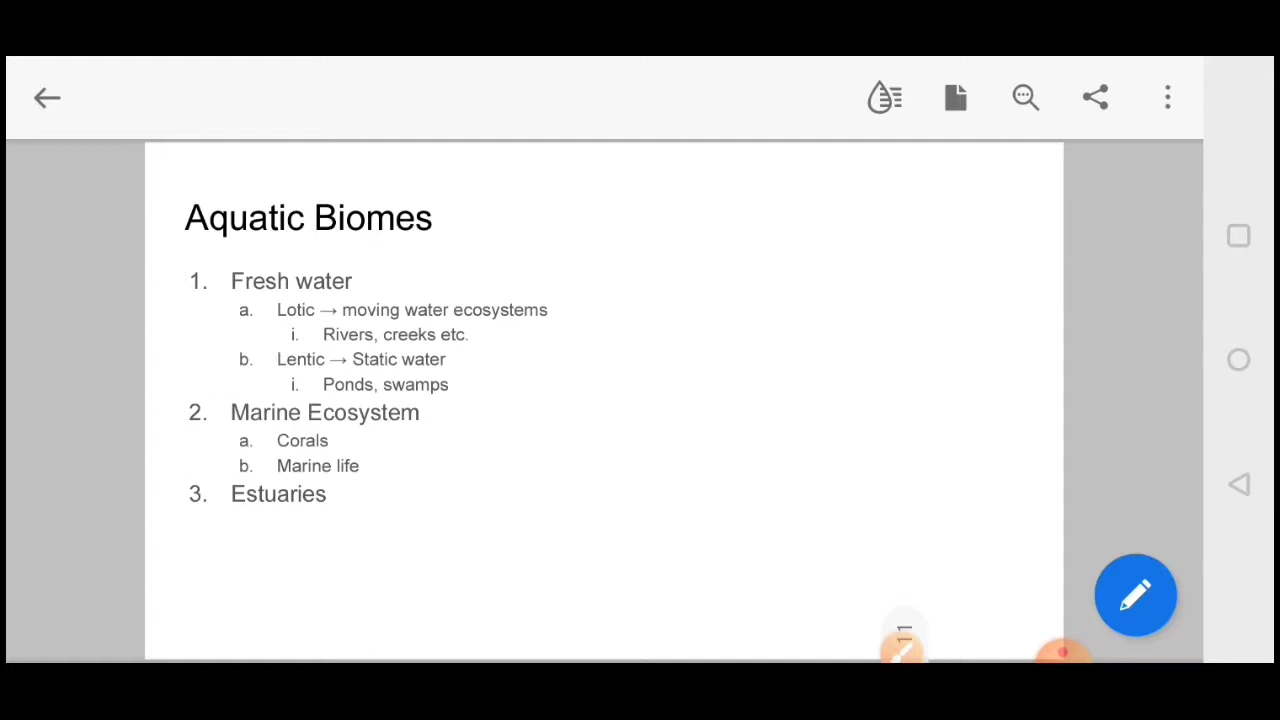 Aquatic Biomes
1. Fresh water
a. Lotic → moving water ecosystems
i. Rivers, creeks etc.
b. Lentic → Static water
i. Ponds, swamps
2. Marine Ecosystem
a. Corals
b. Marine life
3. Estuaries